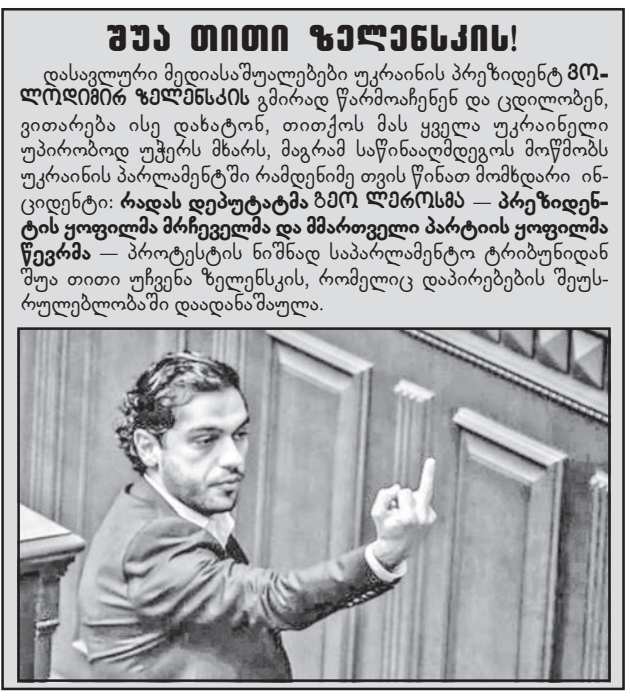 შუა თითი ზელენსკის!
დასავლური მედიასაშუალებები უკრაინის პრეზიდენტ ვო-
ლოდიმირ ზელენსკის გმირად წარმოაჩენენ და ცდილობენ,
ვითარება ისე დახატონ, თითქოს მას ყველა უკრაინელი
უპირობოდ უჭერს მხარს, მაგრამ საწინააღმდეგოს მოწმობს
უკრაინის პარლამენტში რამდენიმე თვის წინათ მომხდარი ინ-
ციდენტი: რადას დეპუტატმა გეო ლეროსმა — პრეზიდენ-
ტის ყოფილმა მრჩეველმა და მმართველი პარტიის ყოფილმა
წევრმა — პროტესტის ნიშნად საპარლამენტო ტრიბუნიდან
შუა თითი უჩვენა ზელენსკის, რომელიც დაპირებების შეუს-
რულებლობაში დაადანაშაულა.